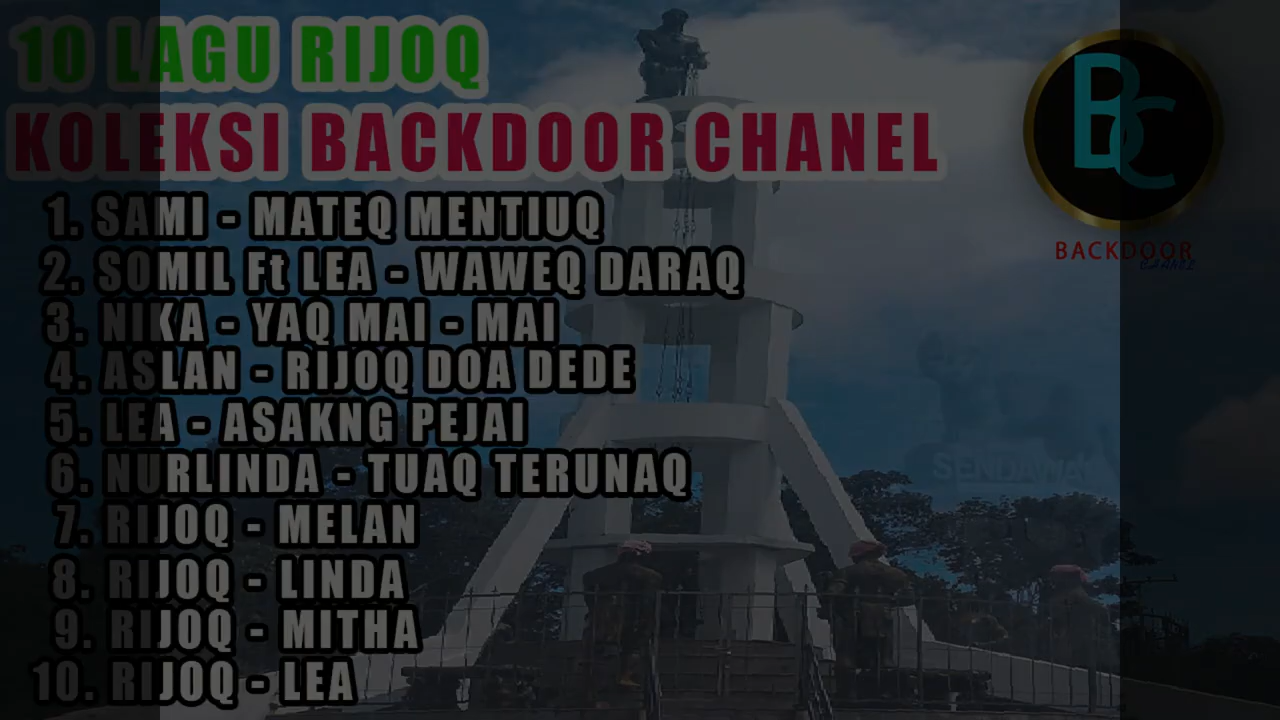 10 LAGU RIJOQ
KOLEKSI BACKDOOR CHANEL
1. SAMI - MATEQ MENTIUQ
2. SOMIL Ft LEA - WAWEQ DARAQ
3. NIKA - YAQ MAI - MAI
4. ASLAN - RIJOQ DOA DEDE
5. LEA - ASAKNG PEJAI
6. NURLINDA - TUAQ TERUNAQ
7. RIJOQ - MELAN
8. RIJOQ - LINDA
9. RIJOQ - MITHA
10. RIJOQ - LEA
BC
BACKDOOR
SENDAWAR